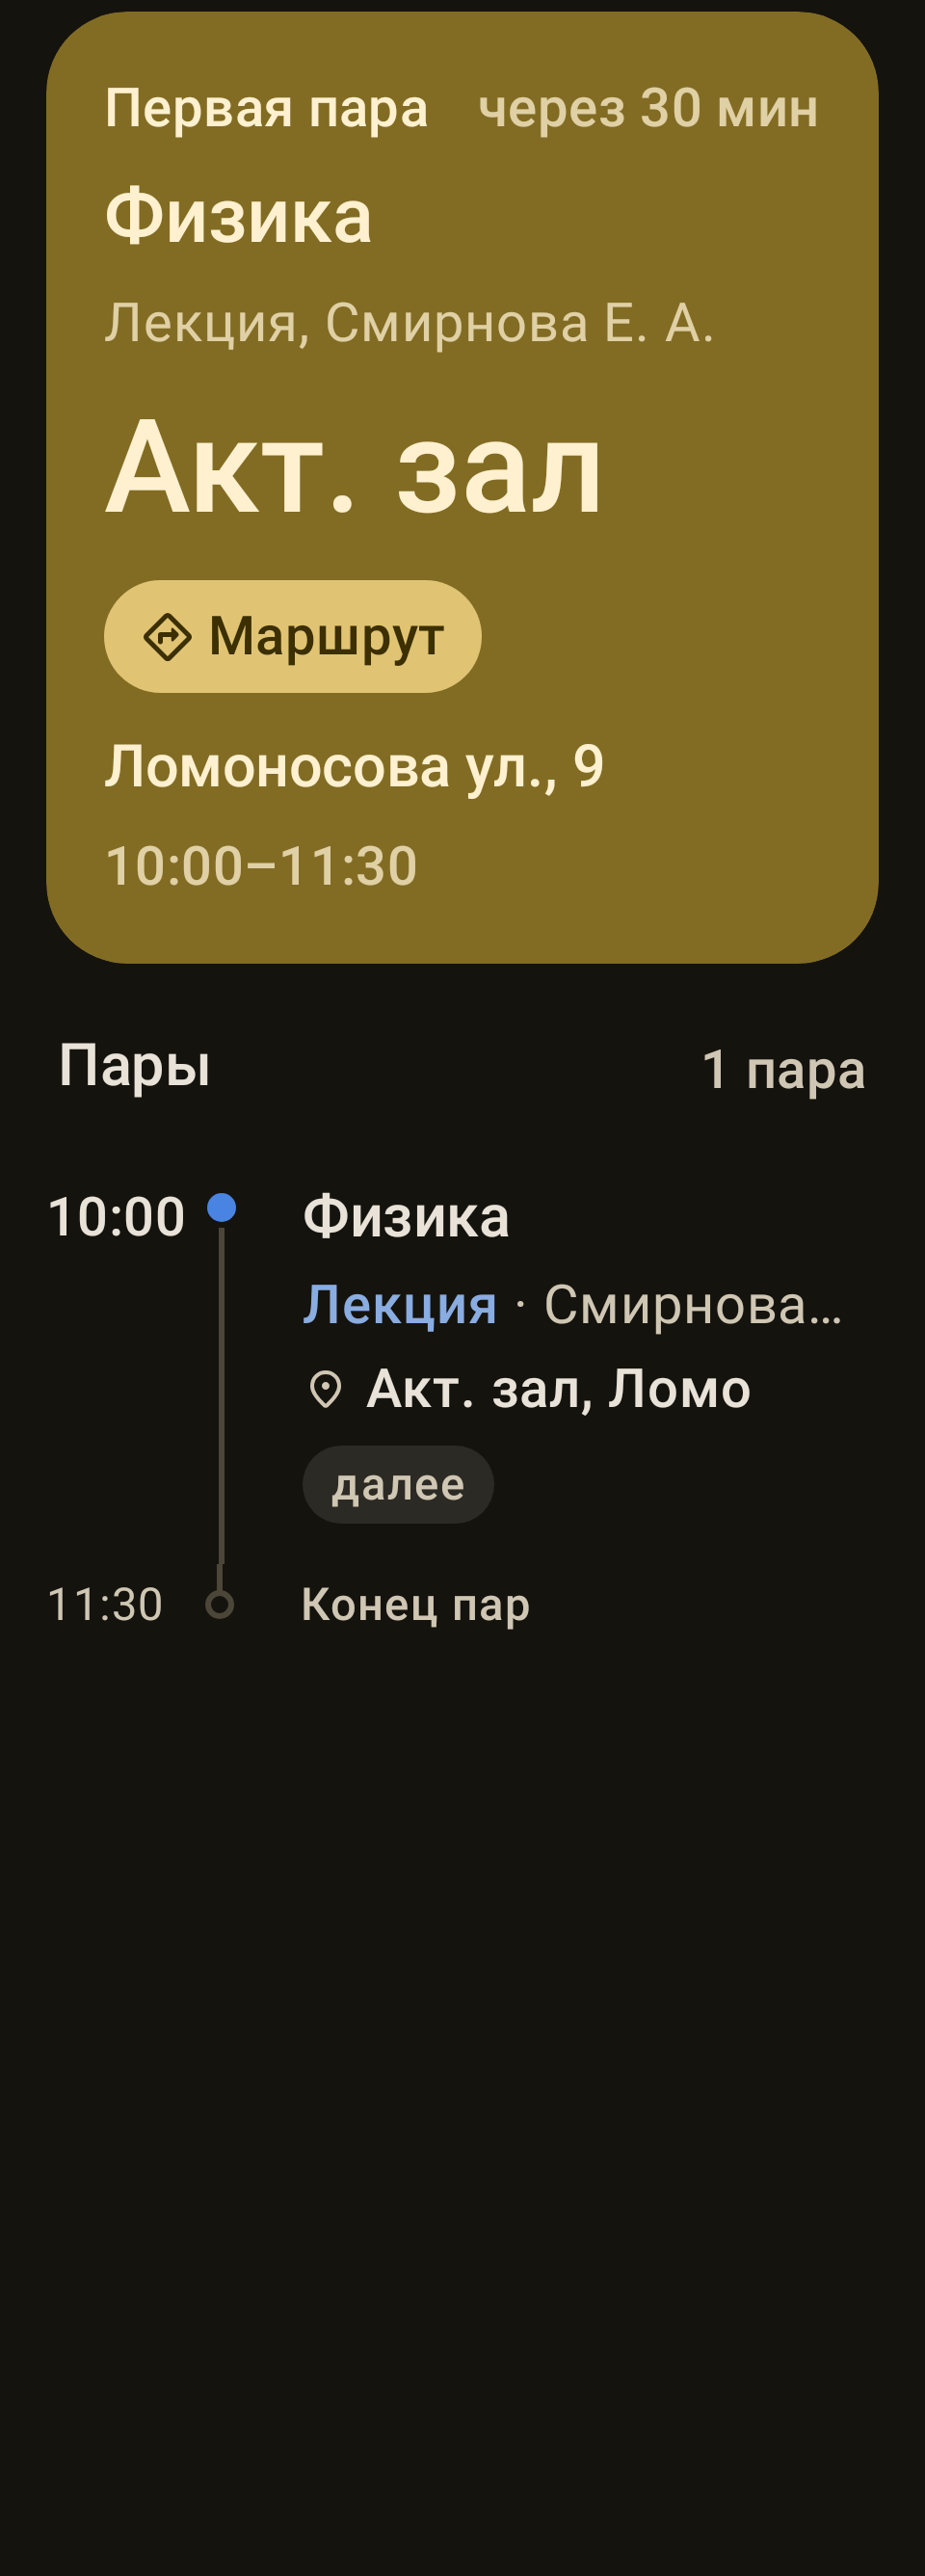 Первая пара через 30 мин
Физика
Лекция, Смирнова Е. А.
Акт. зал
Маршрут
Ломоносова ул., 9
10:00–11:30
Пары 1 пара
10:00 Физика
Лекция · Смирнова…
Акт. зал, Ломо
далее
11:30 Конец пар